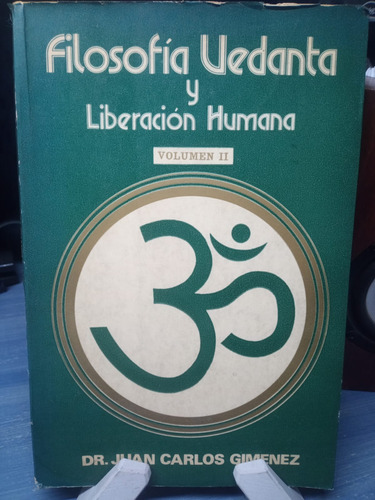 Filosofía Vedanta
y
Liberación Humana
VOLUMEN II
ॐ
DR. JUAN CARLOS GIMENEZ